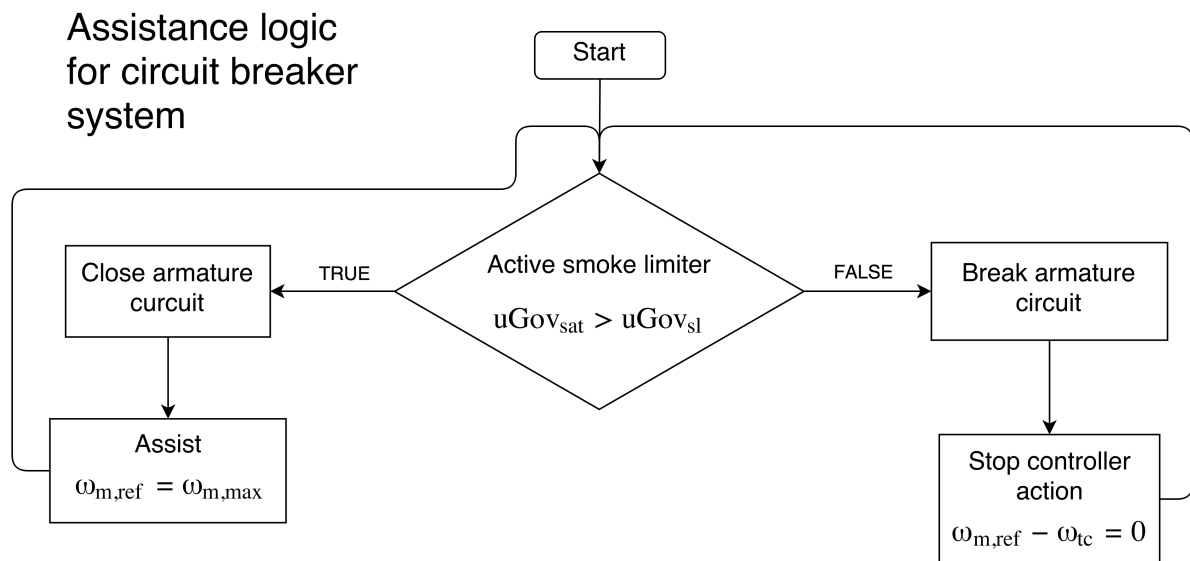 Assistance logic
for circuit breaker
system
Start
Active smoke limiter
uGov_sat > uGov_sl
TRUE
FALSE
Close armature
curcuit
Break armature
circuit
Assist
ω_m,ref = ω_m,max
Stop controller
action
ω_m,ref − ω_tc = 0